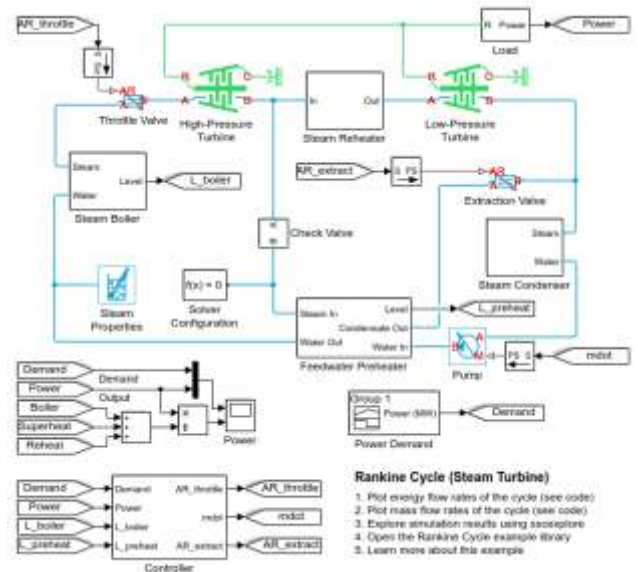 AR_throttle
R Power
Power
Load
S PS
AR
A B
Throttle Valve
R C
A B
High-Pressure
Turbine
In Out
Steam Reheater
R C
A B
Low-Pressure
Turbine
Steam
Level
Water
L_boiler
Steam Boiler
AR_extract
S PS
AR
Extraction Valve
Check Valve
Steam
Water
Steam Condenser
Steam
Properties
f(x) = 0
Solver
Configuration
Steam In
Level
Condensate Out
Water Out
Water In
L_preheat
Feedwater Preheater
B A
M
Pump
PS S
mdot
Demand
Power
Boiler
Superheat
Reheat
Demand
Output
Power
Group 1
Power (MW)
Demand
Power Demand
Demand
Power
L_boiler
L_preheat
Demand
Power
L_boiler
L_preheat
AR_throttle
mdot
AR_extract
AR_throttle
mdot
AR_extract
Controller
Rankine Cycle (Steam Turbine)
1. Plot energy flow rates of the cycle (see code)
2. Plot mass flow rates of the cycle (see code)
3. Explore simulation results using sscexplore
4. Open the Rankine Cycle example library
5. Learn more about this example